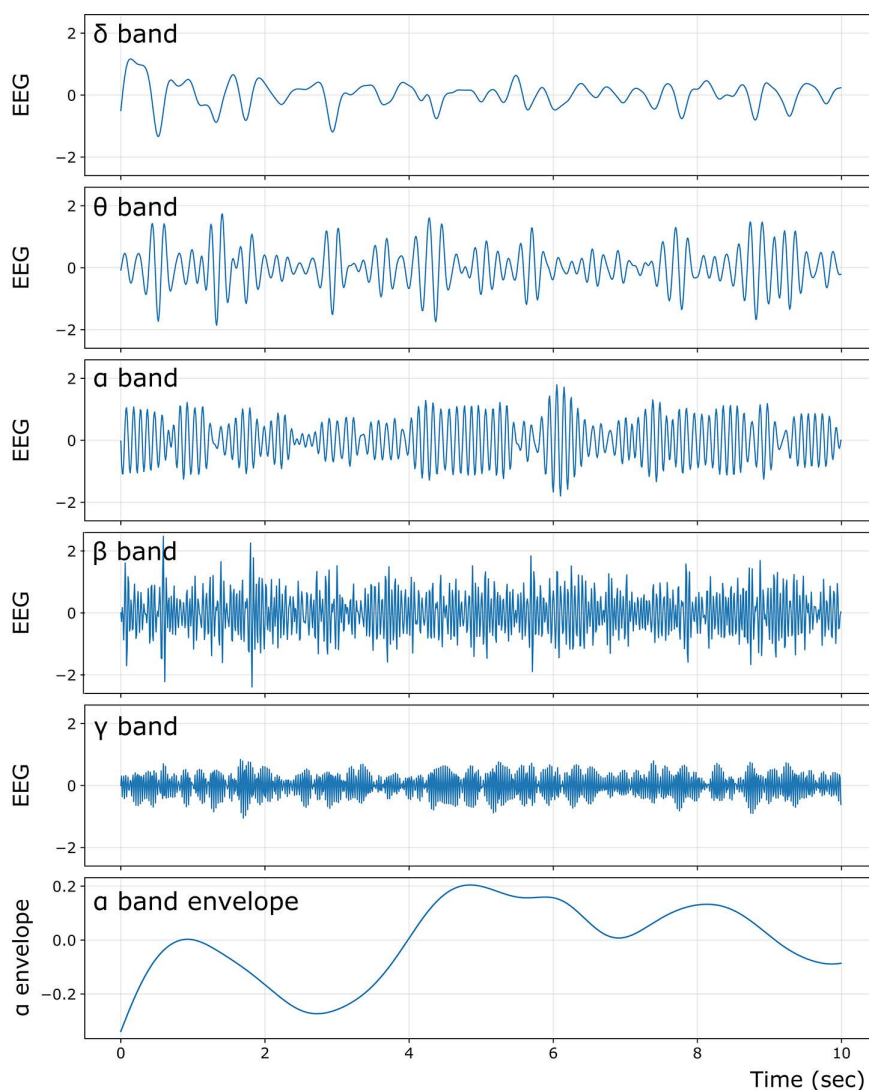 δ band
2
0
−2
EEG
θ band
2
0
−2
EEG
α band
2
0
−2
EEG
β band
2
0
−2
EEG
γ band
2
0
−2
EEG
α band envelope
0.2
0.0
−0.2
α envelope
0 2 4 6 8 10
Time (sec)